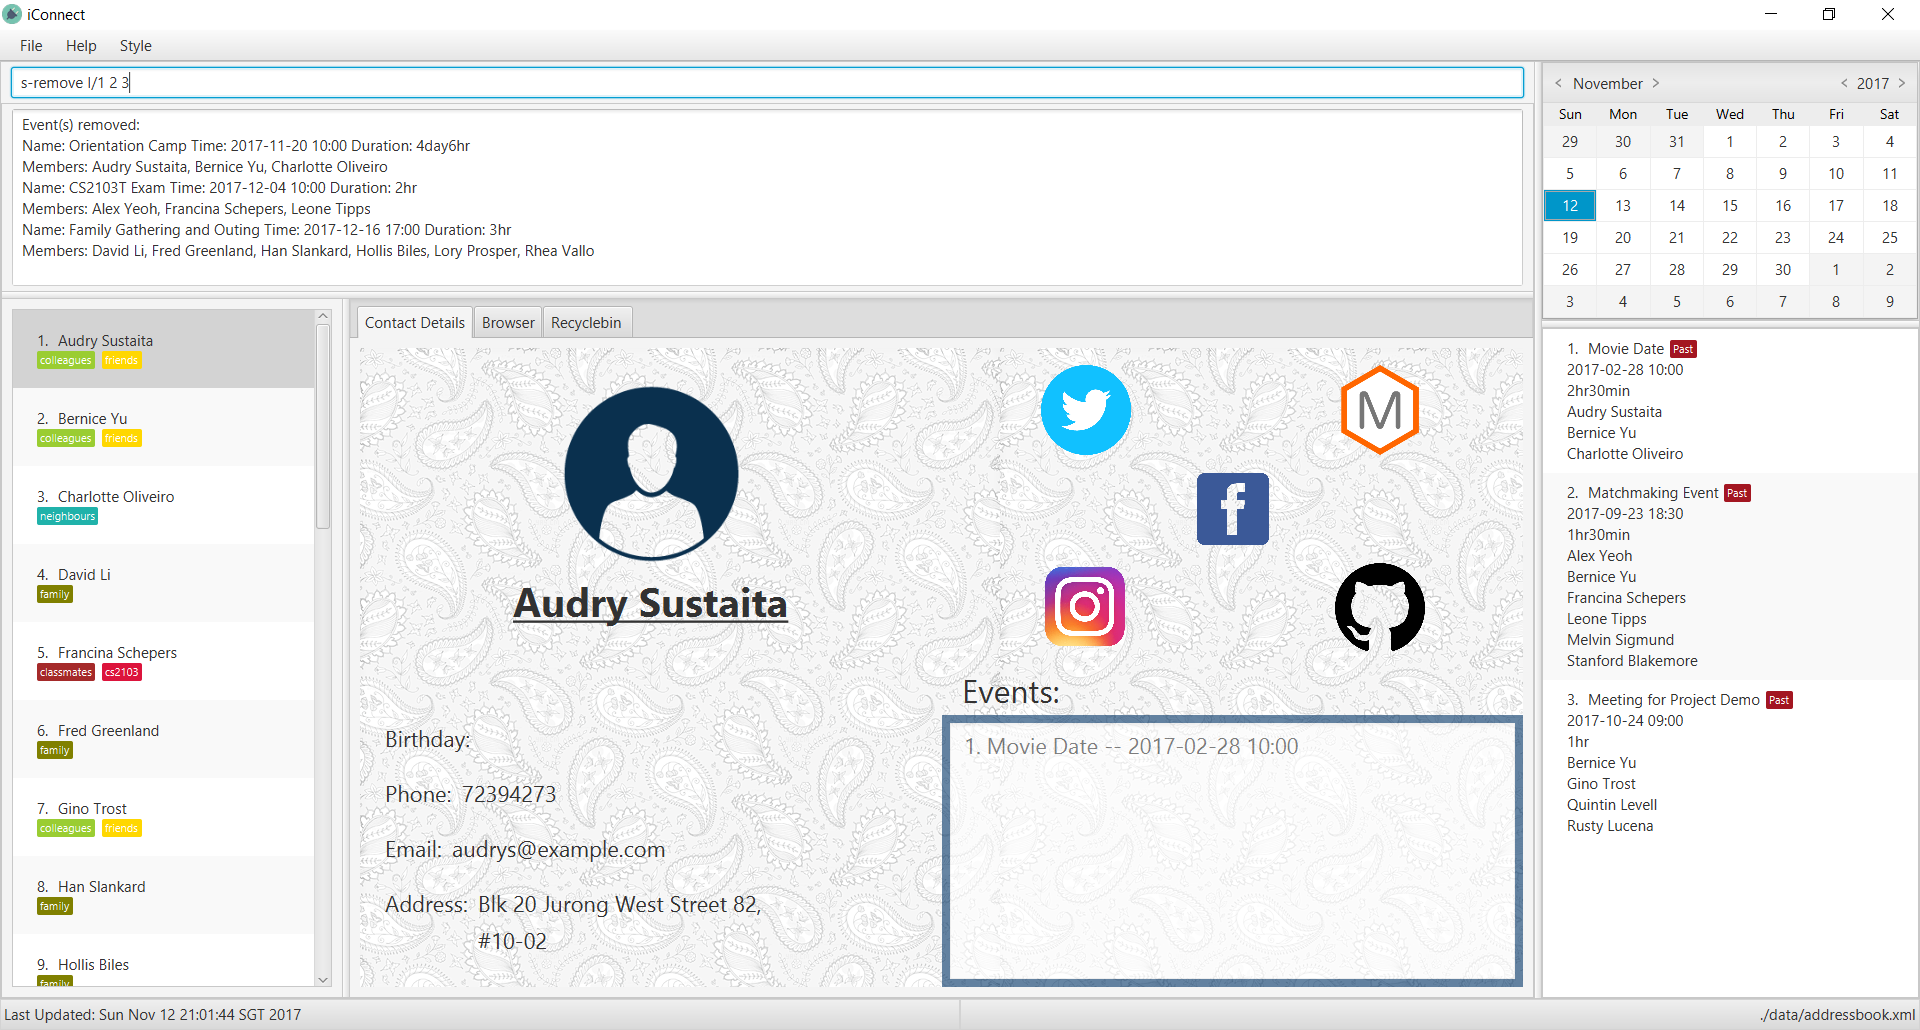 iConnect
File Help Style
s-remove l/1 2 3
Event(s) removed:
Name: Orientation Camp Time: 2017-11-20 10:00 Duration: 4day6hr
Members: Audry Sustaita, Bernice Yu, Charlotte Oliveiro
Name: CS2103T Exam Time: 2017-12-04 10:00 Duration: 2hr
Members: Alex Yeoh, Francina Schepers, Leone Tipps
Name: Family Gathering and Outing Time: 2017-12-16 17:00 Duration: 3hr
Members: David Li, Fred Greenland, Han Slankard, Hollis Biles, Lory Prosper, Rhea Vallo
1. Audry Sustaita
colleagues friends
2. Bernice Yu
colleagues friends
3. Charlotte Oliveiro
neighbours
4. David Li
family
5. Francina Schepers
classmates cs2103
6. Fred Greenland
family
7. Gino Trost
colleagues friends
8. Han Slankard
family
9. Hollis Biles
family
Contact Details Browser Recyclebin
Audry Sustaita
M
f
Birthday:
Phone: 72394273
Email: audrys@example.com
Address: Blk 20 Jurong West Street 82,
#10-02
Events:
1. Movie Date -- 2017-02-28 10:00
< November > < 2017 >
Sun Mon Tue Wed Thu Fri Sat
29 30 31 1 2 3 4
5 6 7 8 9 10 11
12 13 14 15 16 17 18
19 20 21 22 23 24 25
26 27 28 29 30 1 2
3 4 5 6 7 8 9
1. Movie Date Past
2017-02-28 10:00
2hr30min
Audry Sustaita
Bernice Yu
Charlotte Oliveiro
2. Matchmaking Event Past
2017-09-23 18:30
1hr30min
Alex Yeoh
Bernice Yu
Francina Schepers
Leone Tipps
Melvin Sigmund
Stanford Blakemore
3. Meeting for Project Demo Past
2017-10-24 09:00
1hr
Bernice Yu
Gino Trost
Quintin Levell
Rusty Lucena
Last Updated: Sun Nov 12 21:01:44 SGT 2017
./data/addressbook.xml